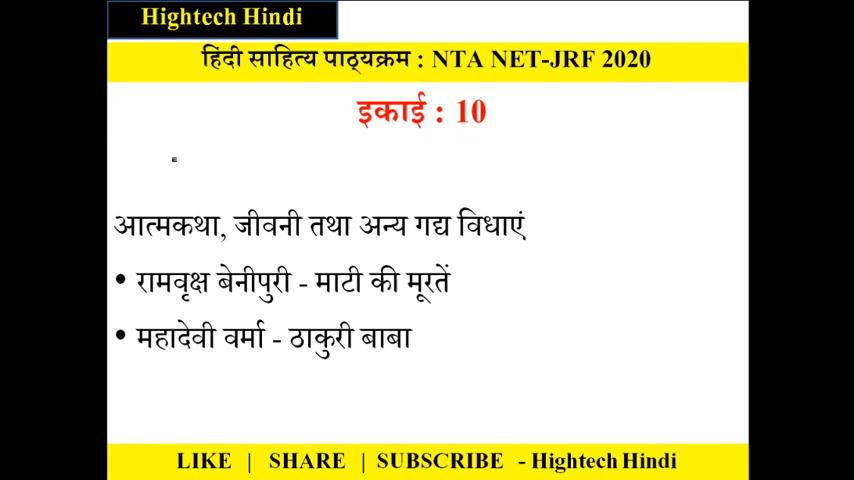 Hightech Hindi
हिंदी साहित्य पाठ्यक्रम : NTA NET-JRF 2020
इकाई : 10
आत्मकथा, जीवनी तथा अन्य गद्य विधाएं
• रामवृक्ष बेनीपुरी - माटी की मूरतें
• महादेवी वर्मा - ठाकुरी बाबा
LIKE | SHARE | SUBSCRIBE - Hightech Hindi